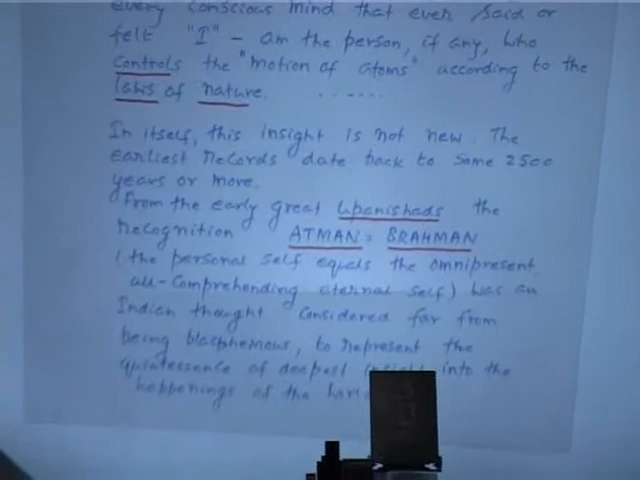 every conscious mind that ever said or
felt "I" - am the person, if any, who
controls the "motion of atoms" according to the
laws of nature. . . . . . .
In itself, this insight is not new. The
earliest records date back to some 2500
years or more.
From the early great Upanishads the
recognition ATMAN = BRAHMAN
(the personal self equals the omnipresent
all-comprehending eternal self) was an
Indian thought considered far from
being blasphemous, to represent the
quintessence of deepest insight into the
happenings of the